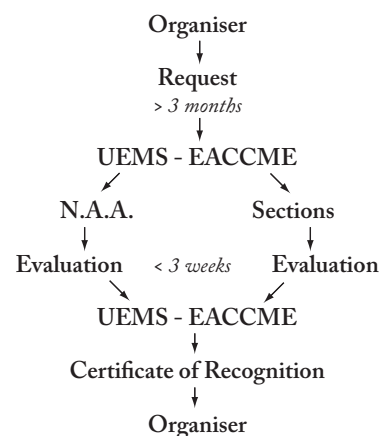 Organiser
Request
> 3 months
UEMS - EACCME
N.A.A. Sections
Evaluation < 3 weeks Evaluation
UEMS - EACCME
Certificate of Recognition
Organiser